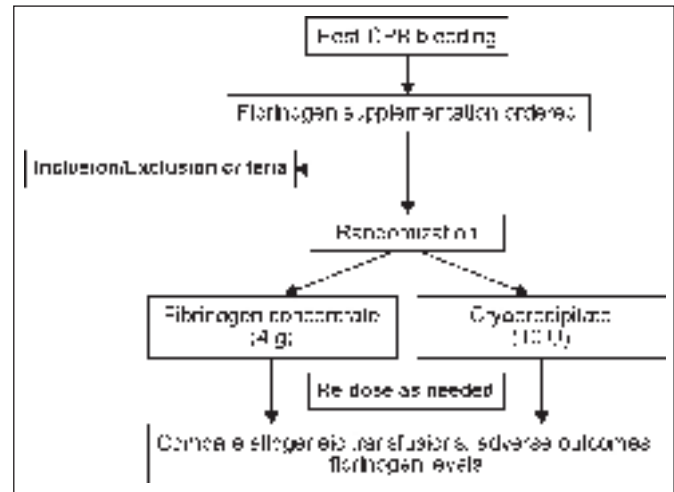 Post-CPB bleeding
Fibrinogen supplementation ordered
Inclusion/Exclusion criteria
Randomization
Fibrinogen concentrate
(4 g)
Cryoprecipitate
(10 U)
Re-dose as needed
Compare allogeneic transfusions, adverse outcomes
fibrinogen levels